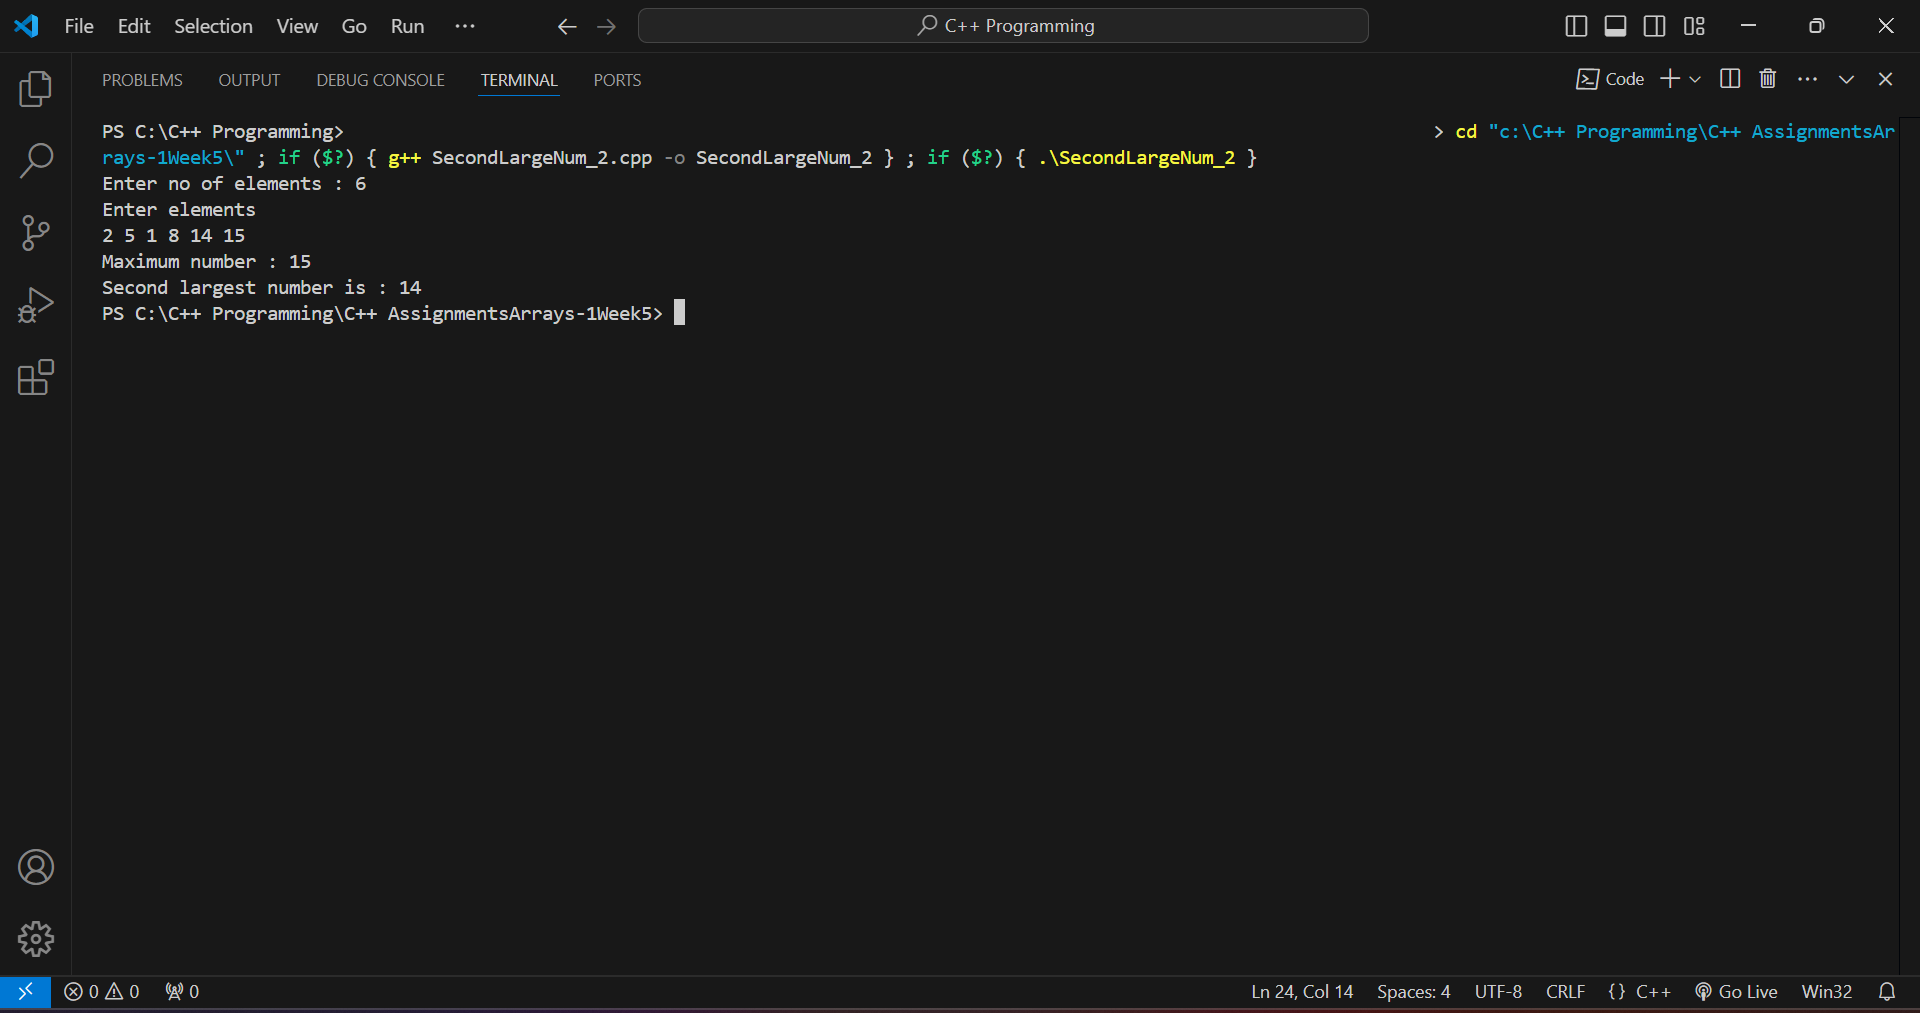 File Edit Selection View Go Run ··· C++ Programming
PROBLEMS OUTPUT DEBUG CONSOLE TERMINAL PORTS Code
PS C:\C++ Programming> > cd "c:\C++ Programming\C++ AssignmentsAr
rays-1Week5\" ; if ($?) { g++ SecondLargeNum_2.cpp -o SecondLargeNum_2 } ; if ($?) { .\SecondLargeNum_2 }
Enter no of elements : 6
Enter elements
2 5 1 8 14 15
Maximum number : 15
Second largest number is : 14
PS C:\C++ Programming\C++ AssignmentsArrays-1Week5>
0 0 0 Ln 24, Col 14 Spaces: 4 UTF-8 CRLF {} C++ Go Live Win32